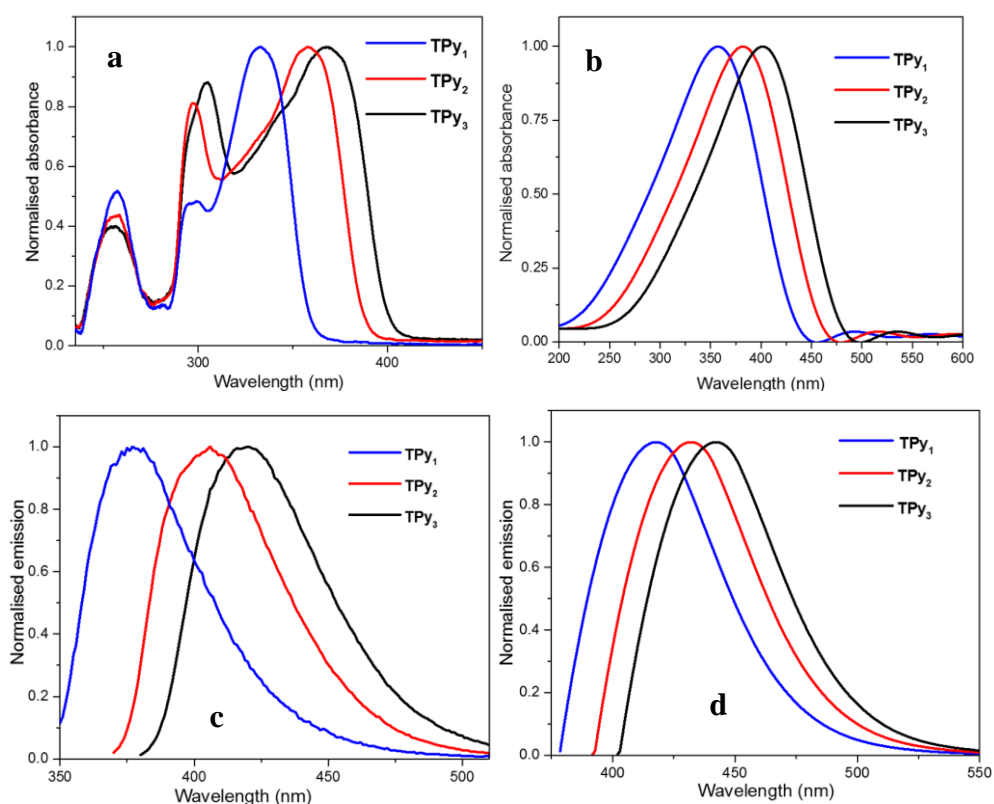 a
TPy₁
TPy₂
TPy₃
Normalised absorbance
1.0
0.8
0.6
0.4
0.2
0.0
300
400
Wavelength (nm)
b
TPy₁
TPy₂
TPy₃
Normalised absorbance
1.00
0.75
0.50
0.25
0.00
200 250 300 350 400 450 500 550 600
Wavelength (nm)
c
TPy₁
TPy₂
TPy₃
Normalised emission
1.0
0.8
0.6
0.4
0.2
0.0
350 400 450 500
Wavelength (nm)
d
TPy₁
TPy₂
TPy₃
Normalised emission
1.0
0.8
0.6
0.4
0.2
0.0
400 450 500 550
Wavelength (nm)